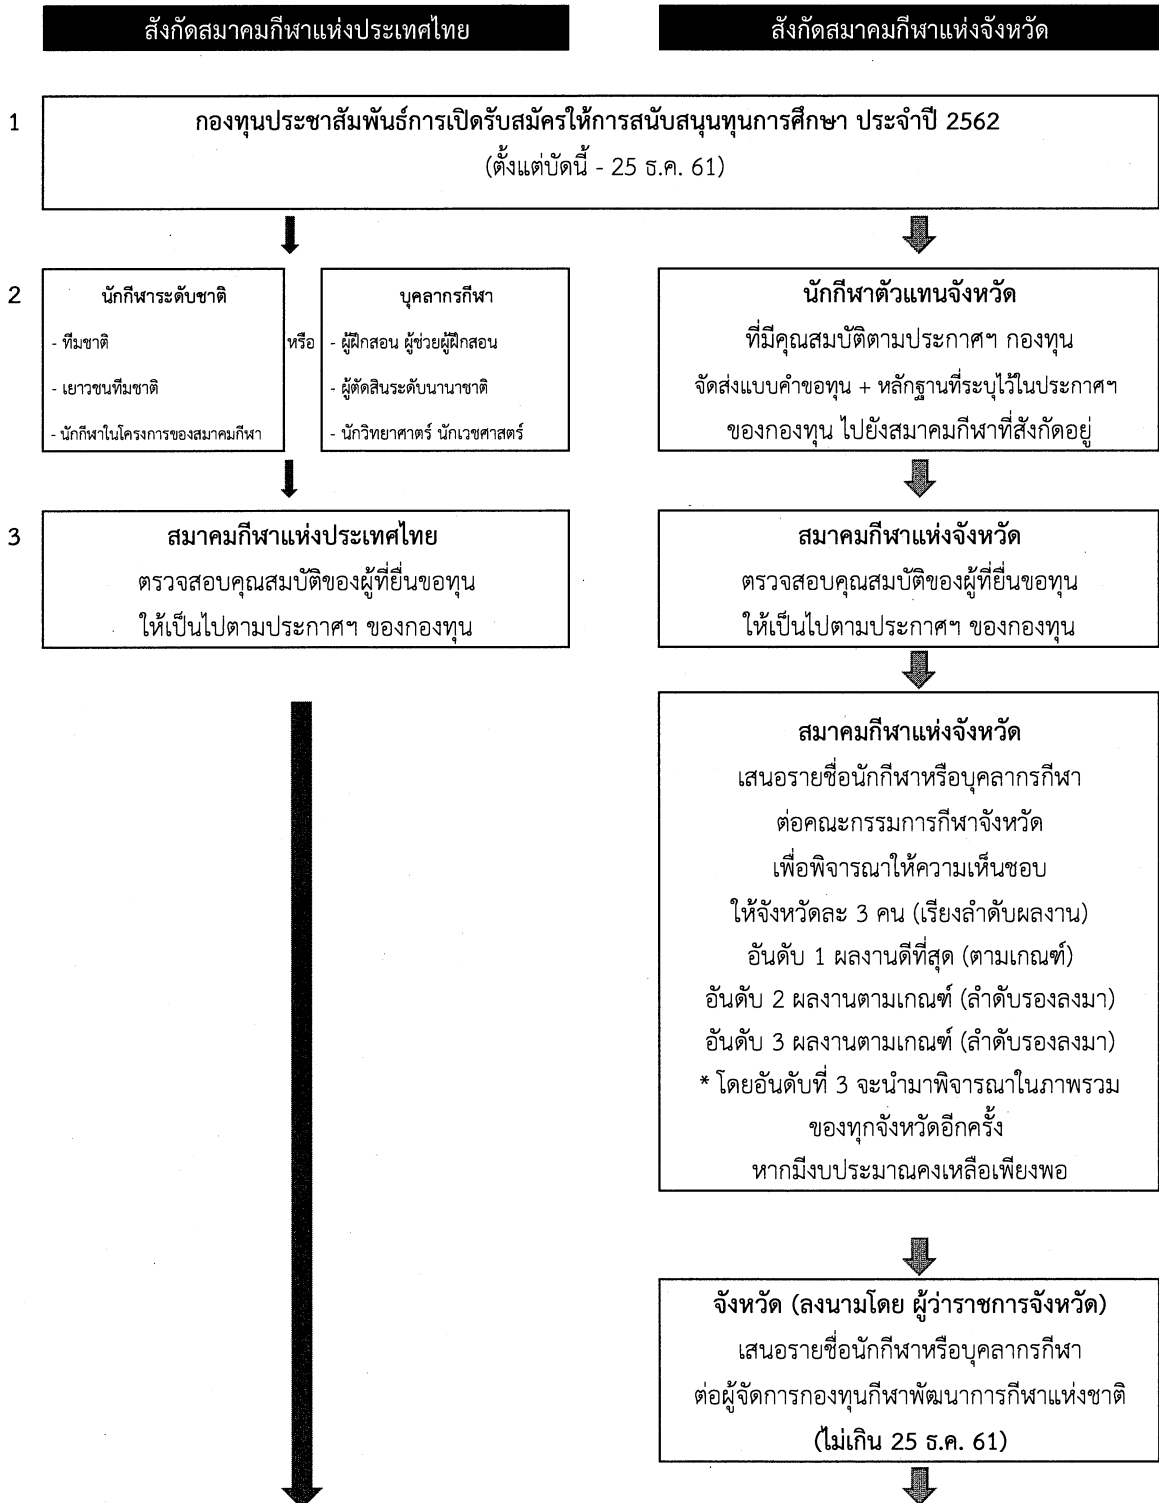 สังกัดสมาคมกีฬาแห่งประเทศไทย
สังกัดสมาคมกีฬาแห่งจังหวัด
1
กองทุนประชาสัมพันธ์การเปิดรับสมัครให้การสนับสนุนทุนการศึกษา ประจำปี 2562
(ตั้งแต่บัดนี้ - 25 ธ.ค. 61)
2
นักกีฬาระดับชาติ
- ทีมชาติ
- เยาวชนทีมชาติ
- นักกีฬาในโครงการของสมาคมกีฬา
หรือ
บุคลากรกีฬา
- ผู้ฝึกสอน ผู้ช่วยผู้ฝึกสอน
- ผู้ตัดสินระดับนานาชาติ
- นักวิทยาศาตร์ นักเวชศาสตร์
นักกีฬาตัวแทนจังหวัด
ที่มีคุณสมบัติตามประกาศฯ กองทุน
จัดส่งแบบคำขอทุน + หลักฐานที่ระบุไว้ในประกาศฯ
ของกองทุน ไปยังสมาคมกีฬาที่สังกัดอยู่
3
สมาคมกีฬาแห่งประเทศไทย
ตรวจสอบคุณสมบัติของผู้ที่ยื่นขอทุน
ให้เป็นไปตามประกาศฯ ของกองทุน
สมาคมกีฬาแห่งจังหวัด
ตรวจสอบคุณสมบัติของผู้ที่ยื่นขอทุน
ให้เป็นไปตามประกาศฯ ของกองทุน
สมาคมกีฬาแห่งจังหวัด
เสนอรายชื่อนักกีฬาหรือบุคลากรกีฬา
ต่อคณะกรรมการกีฬาจังหวัด
เพื่อพิจารณาให้ความเห็นชอบ
ให้จังหวัดละ 3 คน (เรียงลำดับผลงาน)
อันดับ 1 ผลงานดีที่สุด (ตามเกณฑ์)
อันดับ 2 ผลงานตามเกณฑ์ (ลำดับรองลงมา)
อันดับ 3 ผลงานตามเกณฑ์ (ลำดับรองลงมา)
* โดยอันดับที่ 3 จะนำมาพิจารณาในภาพรวม
ของทุกจังหวัดอีกครั้ง
หากมีงบประมาณคงเหลือเพียงพอ
จังหวัด (ลงนามโดย ผู้ว่าราชการจังหวัด)
เสนอรายชื่อนักกีฬาหรือบุคลากรกีฬา
ต่อผู้จัดการกองทุนกีฬาพัฒนาการกีฬาแห่งชาติ
(ไม่เกิน 25 ธ.ค. 61)